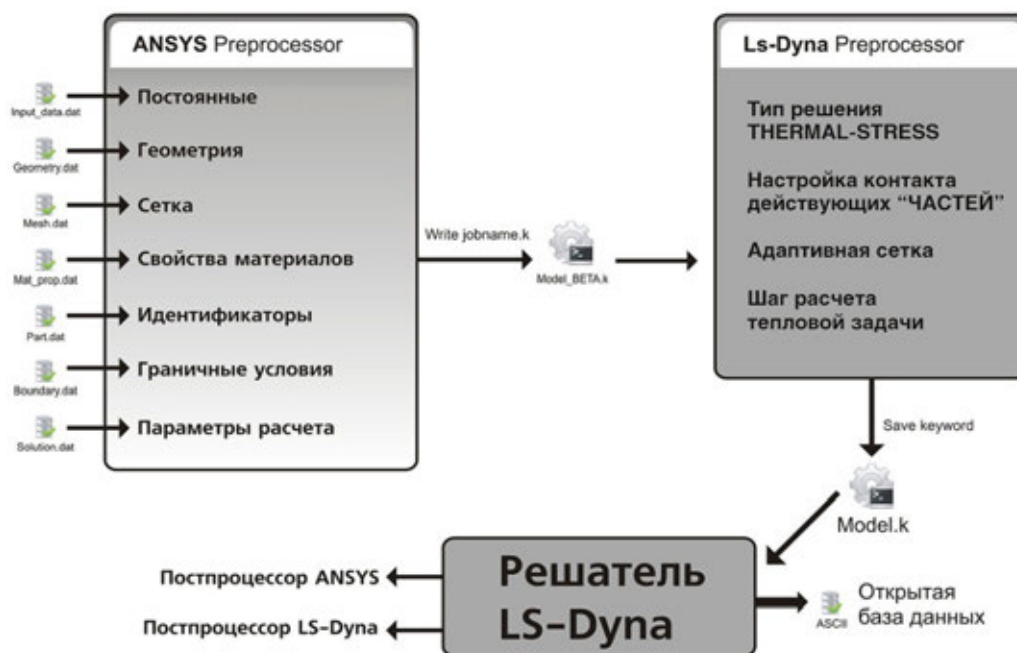 ANSYS Preprocessor
Input_data.dat
Постоянные
Geometry.dat
Геометрия
Mesh.dat
Сетка
Mat_prop.dat
Свойства материалов
Part.dat
Идентификаторы
Boundary.dat
Граничные условия
Solution.dat
Параметры расчета
Write jobname.k
Model_BETA.k
Ls-Dyna Preprocessor
Тип решения
THERMAL-STRESS
Настройка контакта
действующих “ЧАСТЕЙ”
Адаптивная сетка
Шаг расчета
тепловой задачи
Save keyword
Model.k
Решатель
LS-Dyna
Постпроцессор ANSYS
Постпроцессор LS-Dyna
ASCII
Открытая
база данных